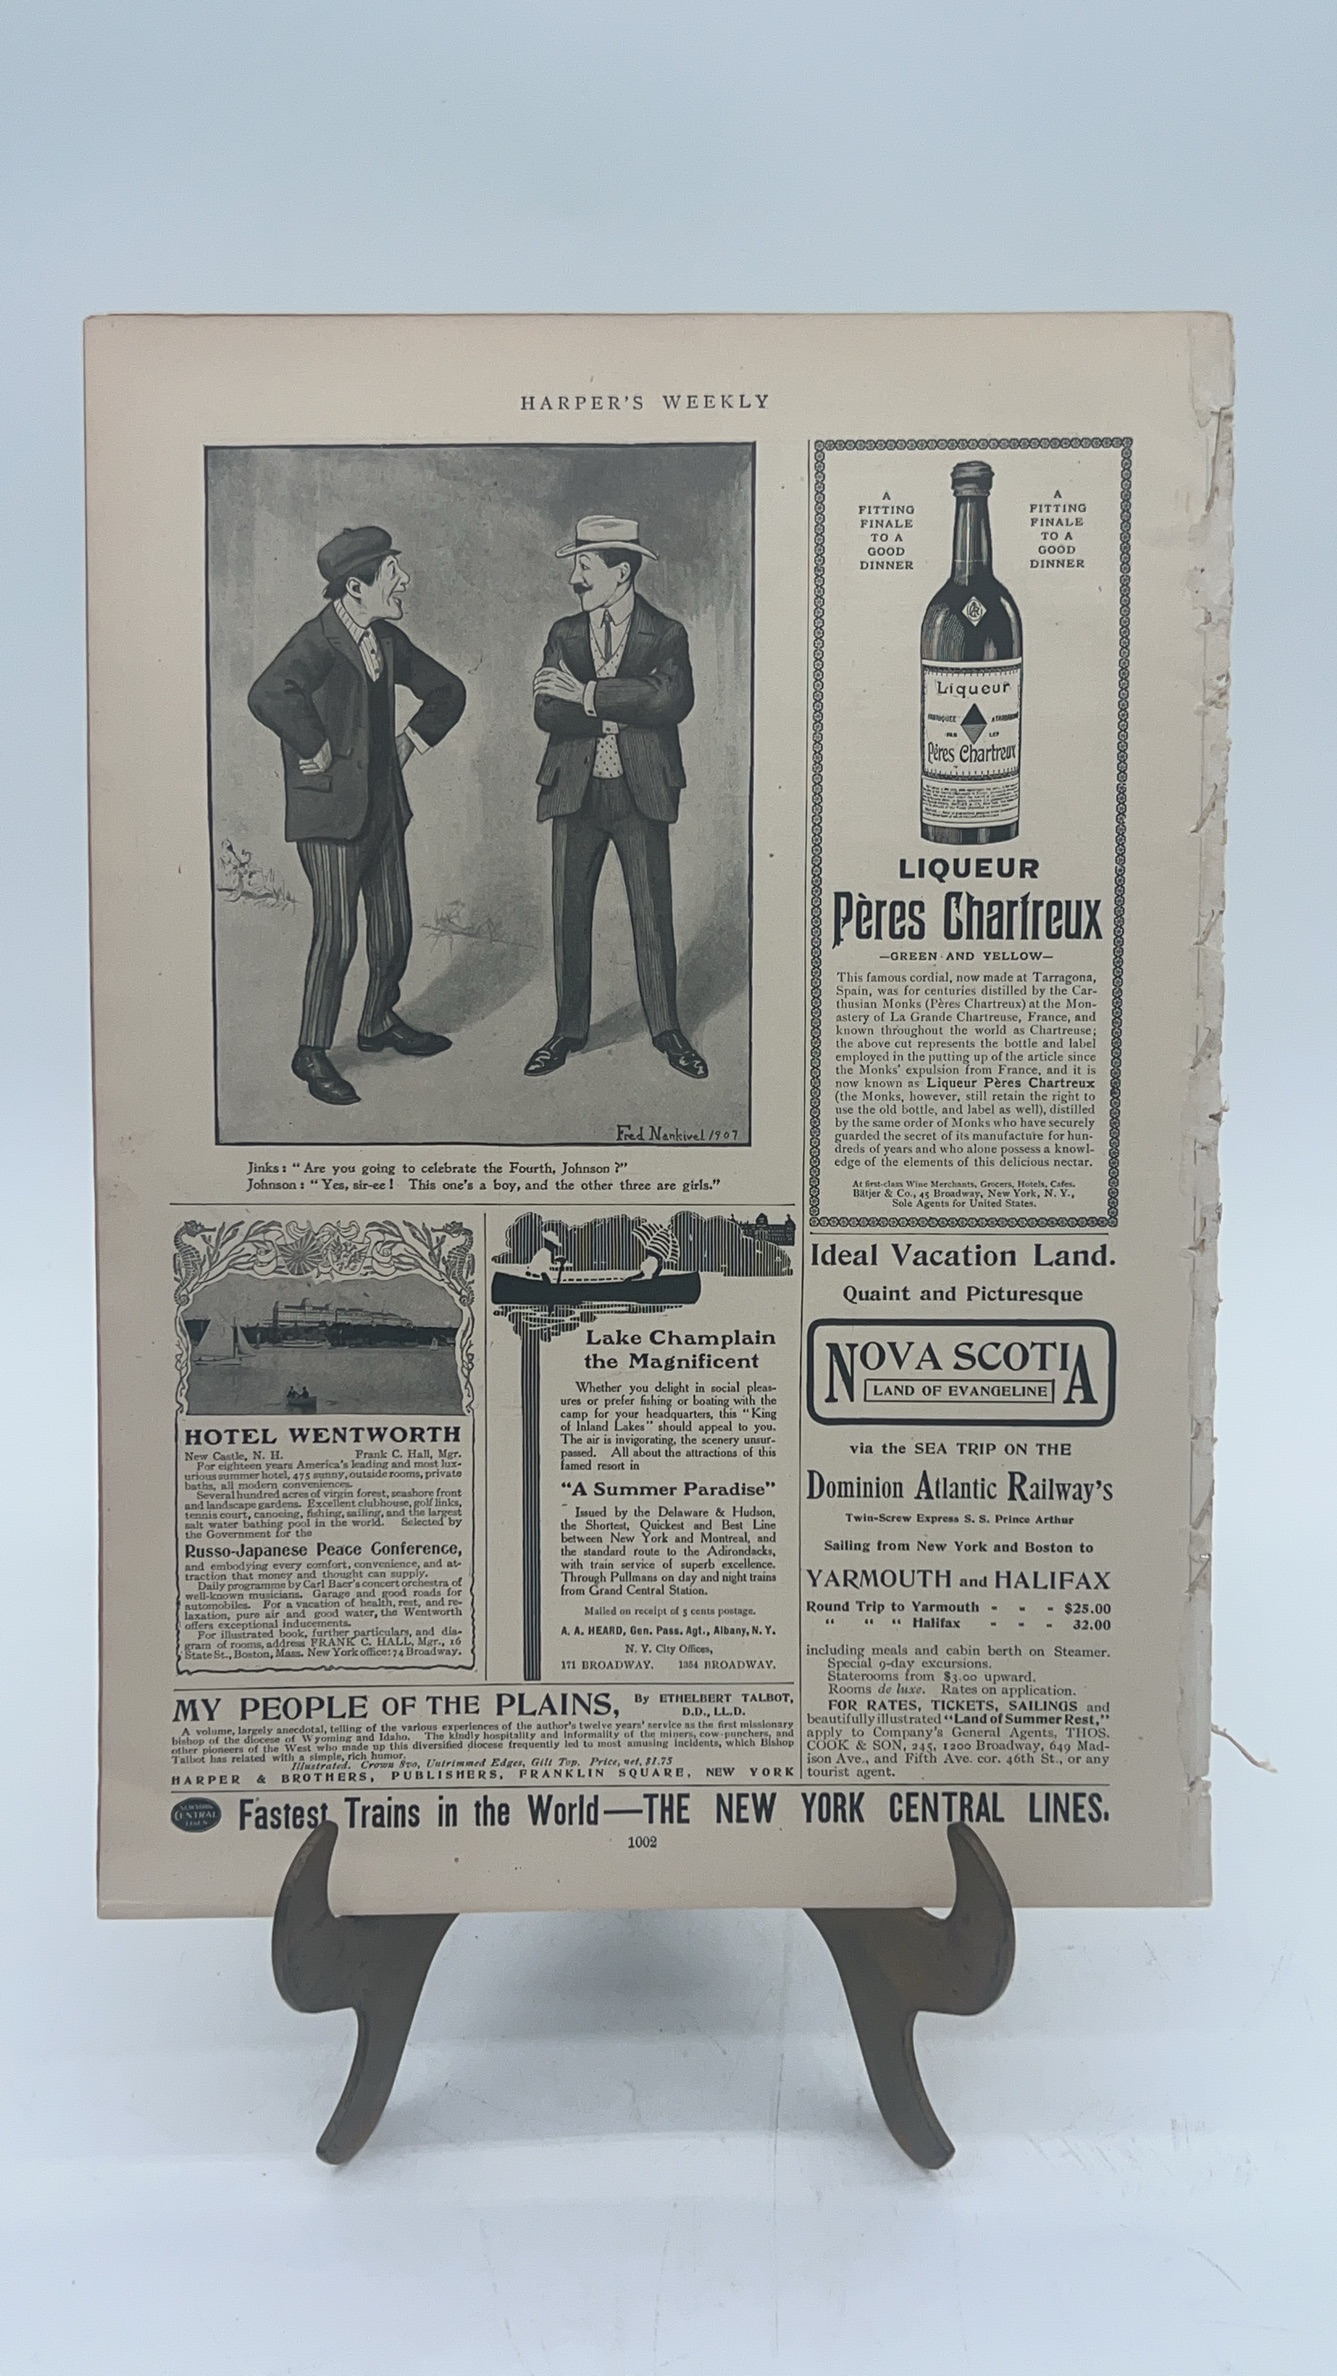 HARPER'S WEEKLY
Fred Nankivel 1907
Jinks: "Are you going to celebrate the Fourth, Johnson?"
Johnson: "Yes, sir-ee! This one's a boy, and the other three are girls."
A
FITTING
FINALE
TO A
GOOD
DINNER
A
FITTING
FINALE
TO A
GOOD
DINNER
Liqueur
Pères Chartreux
LIQUEUR
Pères Chartreux
—GREEN AND YELLOW—
This famous cordial, now made at Tarragona,
Spain, was for centuries distilled by the Car-
thusian Monks (Pères Chartreux) at the Mon-
astery of La Grande Chartreuse, France, and
known throughout the world as Chartreuse;
the above cut represents the bottle and label
employed in the putting up of the article since
the Monks' expulsion from France, and it is
now known as Liqueur Pères Chartreux
(the Monks, however, still retain the right to
use the old bottle, and label as well), distilled
by the same order of Monks who have securely
guarded the secret of its manufacture for hun-
dreds of years and who alone possess a knowl-
edge of the elements of this delicious nectar.
At first-class Wine Merchants, Grocers, Hotels, Cafes.
Bätjer & Co., 45 Broadway, New York, N. Y.,
Sole Agents for United States.
HOTEL WENTWORTH
New Castle, N. H. Frank C. Hall, Mgr.
For eighteen years America's leading and most lux-
urious summer hotel, 475 sunny, outside rooms, private
baths, all modern conveniences.
Several hundred acres of virgin forest, seashore front
and landscape gardens. Excellent clubhouse, golf links,
tennis court, canoeing, fishing, sailing, and the largest
salt water bathing pool in the world. Selected by
the Government for the
Russo-Japanese Peace Conference,
and embodying every comfort, convenience, and at-
traction that money and thought can supply.
Daily programme by Carl Baer's concert orchestra of
well-known musicians. Garage and good roads for
automobiles. For a vacation of health, rest, and re-
laxation, pure air and good water, the Wentworth
offers exceptional inducements.
For illustrated book, further particulars, and dia-
gram of rooms, address FRANK C. HALL, Mgr., 16
State St., Boston, Mass. New York office: 74 Broadway.
Lake Champlain
the Magnificent
Whether you delight in social pleas-
ures or prefer fishing or boating with the
camp for your headquarters, this "King
of Inland Lakes" should appeal to you.
The air is invigorating, the scenery unsur-
passed. All about the attractions of this
famed resort in
"A Summer Paradise"
Issued by the Delaware & Hudson,
the Shortest, Quickest and Best Line
between New York and Montreal, and
the standard route to the Adirondacks,
with train service of superb excellence.
Through Pullmans on day and night trains
from Grand Central Station.
Mailed on receipt of 5 cents postage.
A. A. HEARD, Gen. Pass. Agt., Albany, N. Y.
N. Y. City Offices,
171 BROADWAY. 1354 BROADWAY.
Ideal Vacation Land.
Quaint and Picturesque
NOVA SCOTIA
LAND OF EVANGELINE
via the SEA TRIP ON THE
Dominion Atlantic Railway's
Twin-Screw Express S. S. Prince Arthur
Sailing from New York and Boston to
YARMOUTH and HALIFAX
Round Trip to Yarmouth - - - $25.00
" " " Halifax - - - 32.00
including meals and cabin berth on Steamer.
Special 9-day excursions.
Staterooms from $3.00 upward.
Rooms de luxe. Rates on application.
FOR RATES, TICKETS, SAILINGS and
beautifully illustrated "Land of Summer Rest,"
apply to Company's General Agents, THOS.
COOK & SON, 245, 1200 Broadway, 649 Mad-
ison Ave., and Fifth Ave. cor. 46th St., or any
tourist agent.
MY PEOPLE OF THE PLAINS, By ETHELBERT TALBOT,
D.D., LL.D.
A volume, largely anecdotal, telling of the various experiences of the author's twelve years' service as the first missionary
bishop of the diocese of Wyoming and Idaho. The kindly hospitality and informality of the miners, cow-punchers, and
other pioneers of the West who made up this diversified diocese frequently led to most amusing incidents, which Bishop
Talbot has related with a simple, rich humor.
Illustrated. Crown 8vo, Untrimmed Edges, Gilt Top. Price, net, $1.75
HARPER & BROTHERS, PUBLISHERS, FRANKLIN SQUARE, NEW YORK
NEW YORK CENTRAL LINES
Fastest Trains in the World—THE NEW YORK CENTRAL LINES.
1002